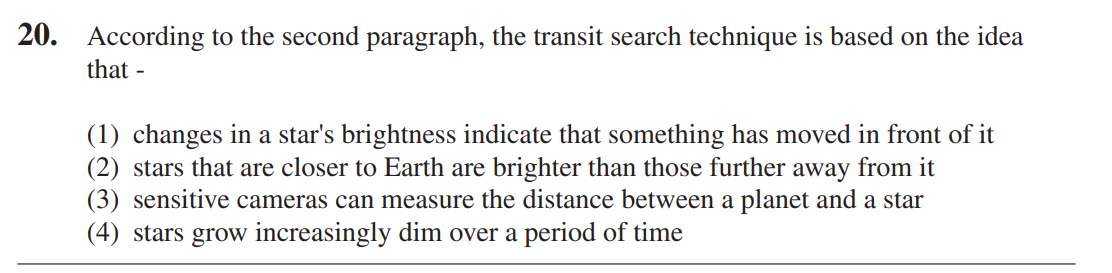 20. According to the second paragraph, the transit search technique is based on the idea
that -
(1) changes in a star's brightness indicate that something has moved in front of it
(2) stars that are closer to Earth are brighter than those further away from it
(3) sensitive cameras can measure the distance between a planet and a star
(4) stars grow increasingly dim over a period of time